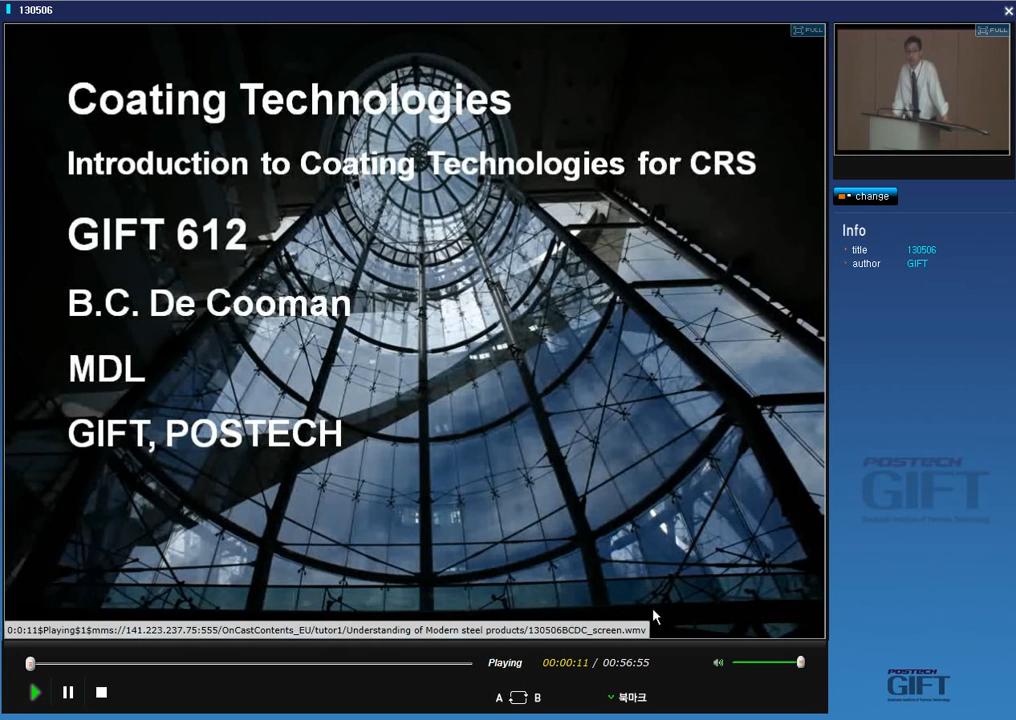 130506
FULL
FULL
Coating Technologies
Introduction to Coating Technologies for CRS
GIFT 612
B.C. De Cooman
MDL
GIFT, POSTECH
change
Info
title 130506
author GIFT
POSTECH
GIFT
0:0:11$Playing$1$mms://141.223.237.75:555/OnCastContents_EU/tutor1/Understanding of Modern steel products/130506BCDC_screen.wmv
Playing 00:00:11 / 00:56:55
A B 북마크
POSTECH
GIFT